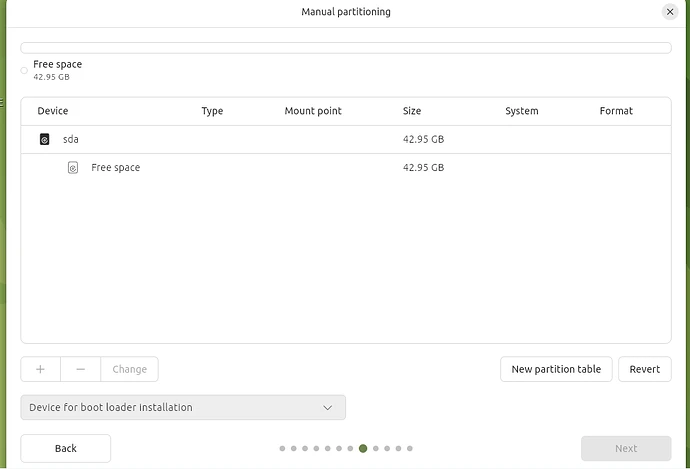 Manual partitioning
Free space
42.95 GB
Device Type Mount point Size System Format
sda 42.95 GB
Free space 42.95 GB
+ − Change New partition table Revert
Device for boot loader installation
Back Next